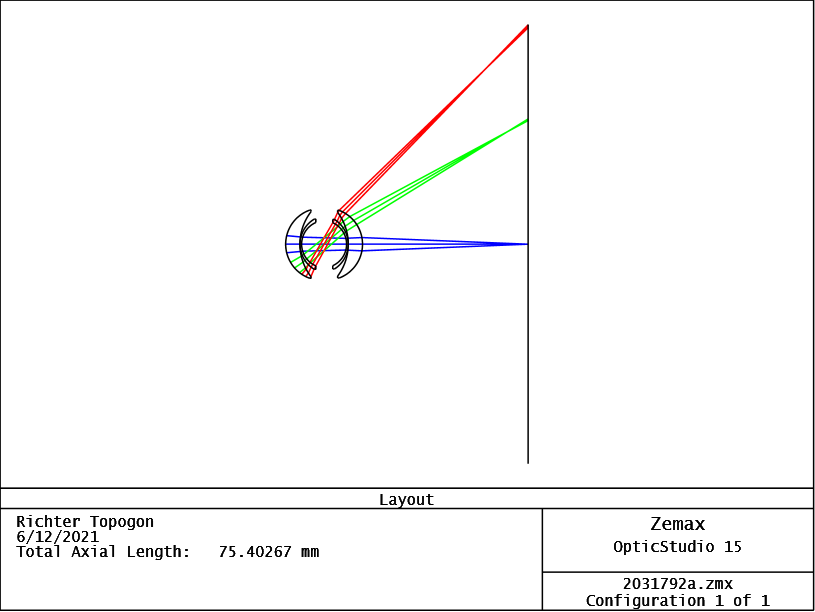 Layout
Richter Topogon
6/12/2021
Total Axial Length:   75.40267 mm
Zemax
OpticStudio 15
2031792a.zmx
Configuration 1 of 1